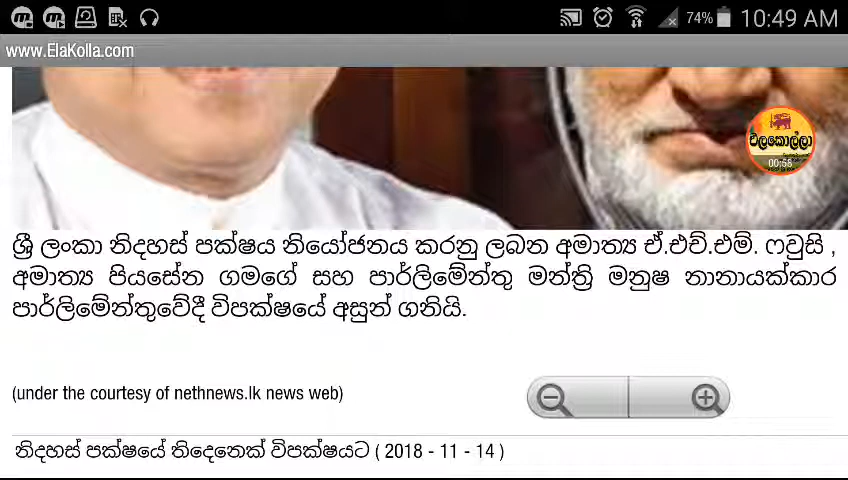 74% 10:49 AM
www.ElaKolla.com
එලකොල්ලා
00:56
ශ්‍රී ලංකා නිදහස් පක්ෂය නියෝජනය කරනු ලබන අමාත්‍ය ඒ.එච්.එම්. ෆවුසි ,
අමාත්‍ය පියසේන ගමගේ සහ පාර්ලිමේන්තු මන්ත්‍රි මනුෂ නානායක්කාර
පාර්ලිමේන්තුවේදී විපක්ෂයේ අසුන් ගනියි.
(under the courtesy of nethnews.lk news web)
නිදහස් පක්ෂයේ තිදෙනෙක් විපක්ෂයට ( 2018 - 11 - 14 )